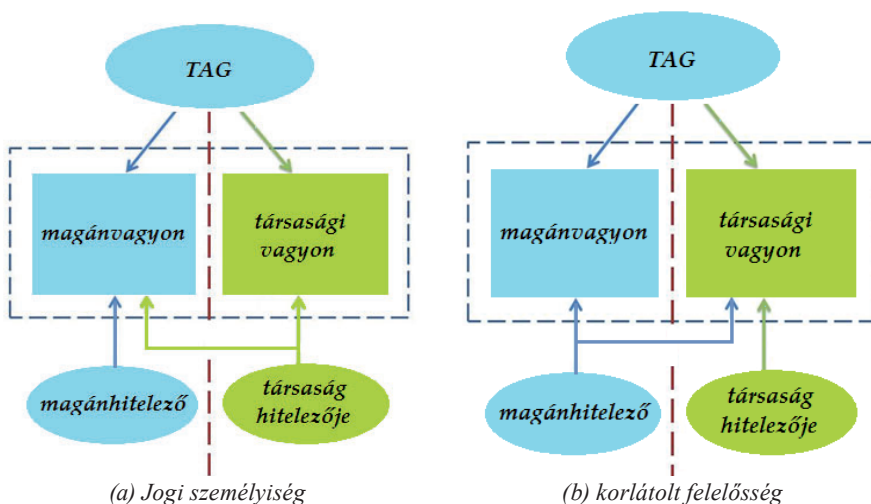 TAG
magánvagyon
társasági
vagyon
magánhitelező
társaság
hitelezője
(a) Jogi személyiség
TAG
magánvagyon
társasági
vagyon
magánhitelező
társaság
hitelezője
(b) korlátolt felelősség